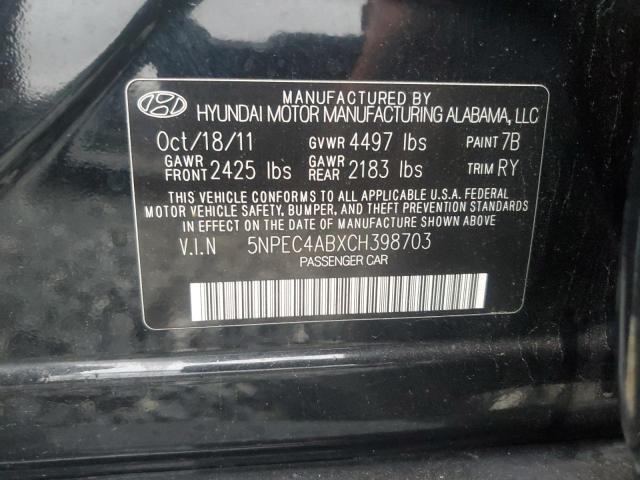 MANUFACTURED BY
HYUNDAI MOTOR MANUFACTURING ALABAMA, LLC
Oct/18/11 GVWR 4497 lbs PAINT 7B
GAWR FRONT 2425 lbs GAWR REAR 2183 lbs TRIM RY
THIS VEHICLE CONFORMS TO ALL APPLICABLE U.S.A. FEDERAL
MOTOR VEHICLE SAFETY, BUMPER, AND THEFT PREVENTION STANDARDS
IN EFFECT ON THE DATE OF MANUFACTURE SHOWN ABOVE.
V.I.N 5NPEC4ABXCH398703
PASSENGER CAR